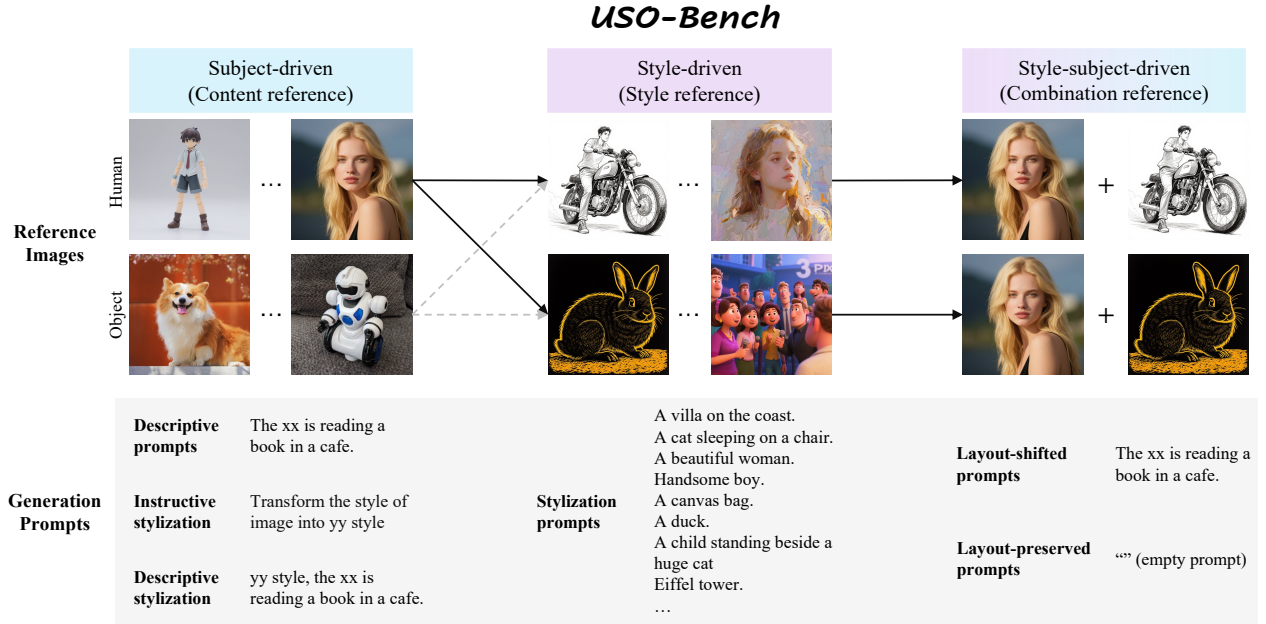 USO-Bench
Subject-driven
(Content reference)
Style-driven
(Style reference)
Style-subject-driven
(Combination reference)
Reference
Images
Human
...
...
+
Object
...
3 PIX
...
+
Generation
Prompts
Descriptive
prompts
The xx is reading a
book in a cafe.
Instructive
stylization
Transform the style of
image into yy style
Descriptive
stylization
yy style, the xx is
reading a book in a cafe.
Stylization
prompts
A villa on the coast.
A cat sleeping on a chair.
A beautiful woman.
Handsome boy.
A canvas bag.
A duck.
A child standing beside a
huge cat
Eiffel tower.
…
Layout-shifted
prompts
The xx is reading a
book in a cafe.
Layout-preserved
prompts
“” (empty prompt)